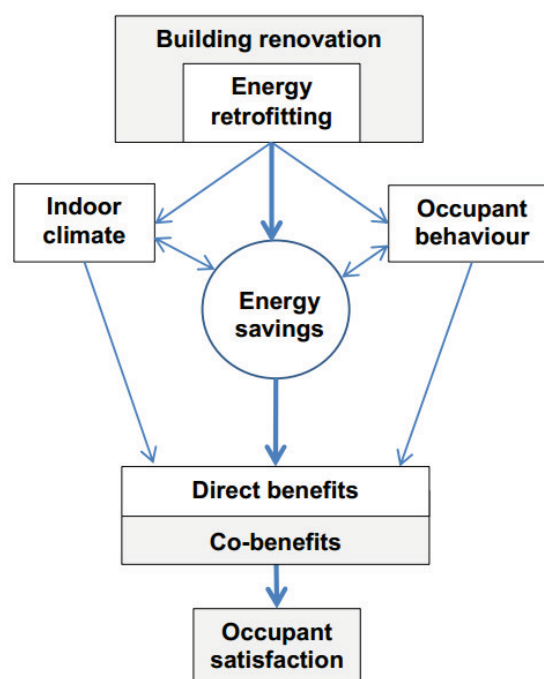 Building renovation
Energy
retrofitting
Indoor
climate
Occupant
behaviour
Energy
savings
Direct benefits
Co-benefits
Occupant
satisfaction